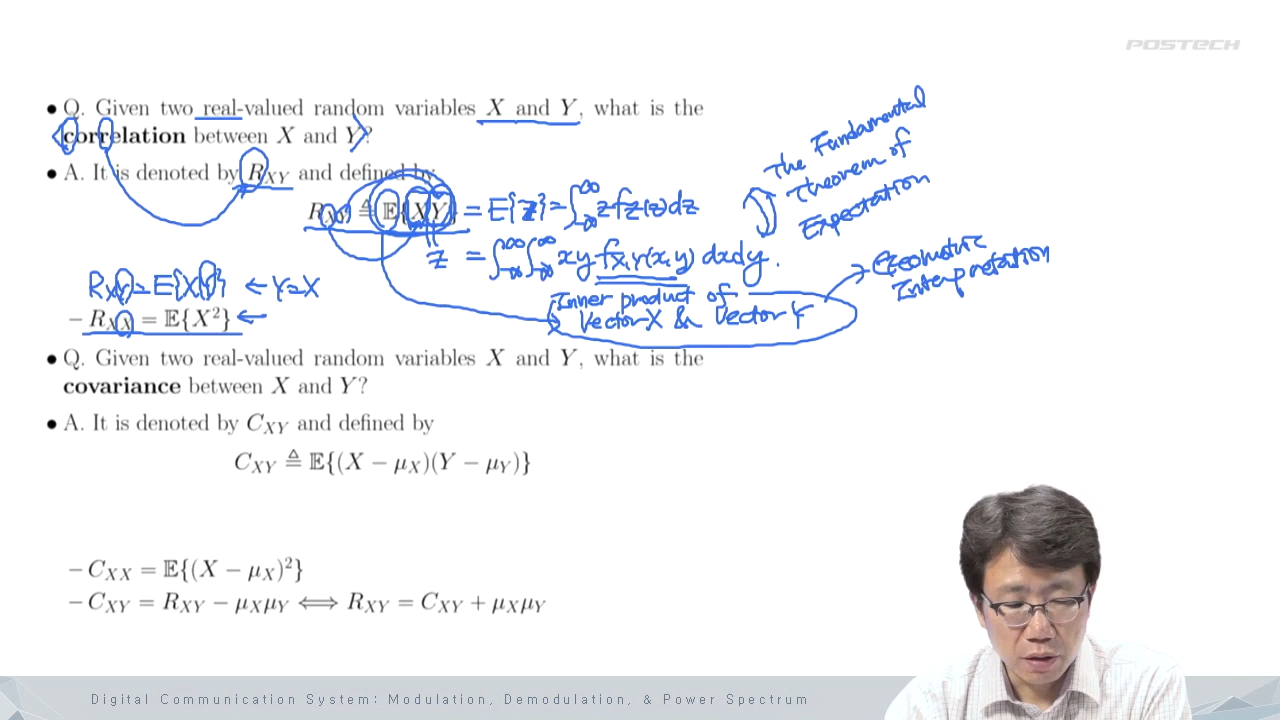 POSTECH
• Q. Given two real-valued random variables X and Y, what is the
correlation between X and Y?
• A. It is denoted by R_XY and defined by
R_XY ≜ 𝔼{XY} = E{Z} = ∫_{-∞}^{∞} z f_Z(z) dz
Z = ∫_{-∞}^{∞} ∫_{-∞}^{∞} xy f_{X,Y}(x,y) dx dy.
The Fundamental
Theorem of
Expectation
Geometric
Interpretation
Inner product of
Vector X & Vector Y
R_XY = E{XY} ← Y=X
− R_XX = 𝔼{X²} ←
• Q. Given two real-valued random variables X and Y, what is the
covariance between X and Y?
• A. It is denoted by C_XY and defined by
C_XY ≜ 𝔼{(X − μ_X)(Y − μ_Y)}
− C_XX = 𝔼{(X − μ_X)²}
− C_XY = R_XY − μ_Xμ_Y ⟺ R_XY = C_XY + μ_Xμ_Y
Digital Communication System: Modulation, Demodulation, & Power Spectrum